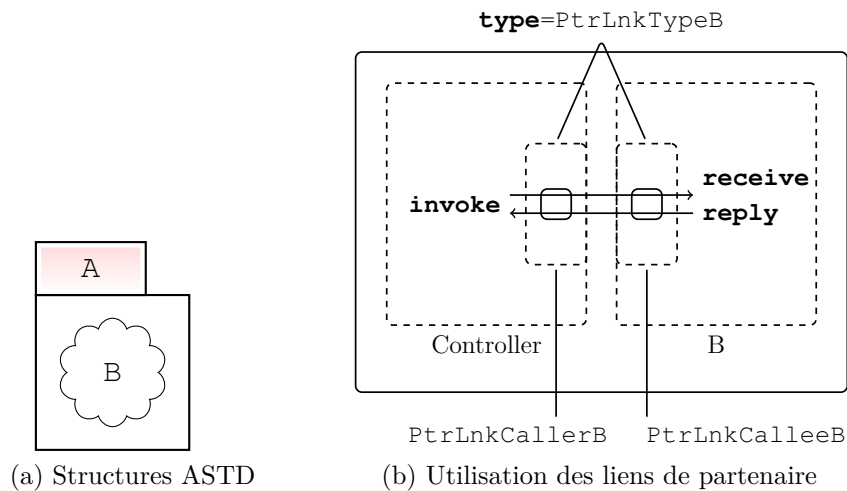 type=PtrLnkTypeB
receive
invoke
reply
A
B
Controller
B
PtrLnkCallerB
PtrLnkCalleeB
(a) Structures ASTD
(b) Utilisation des liens de partenaire